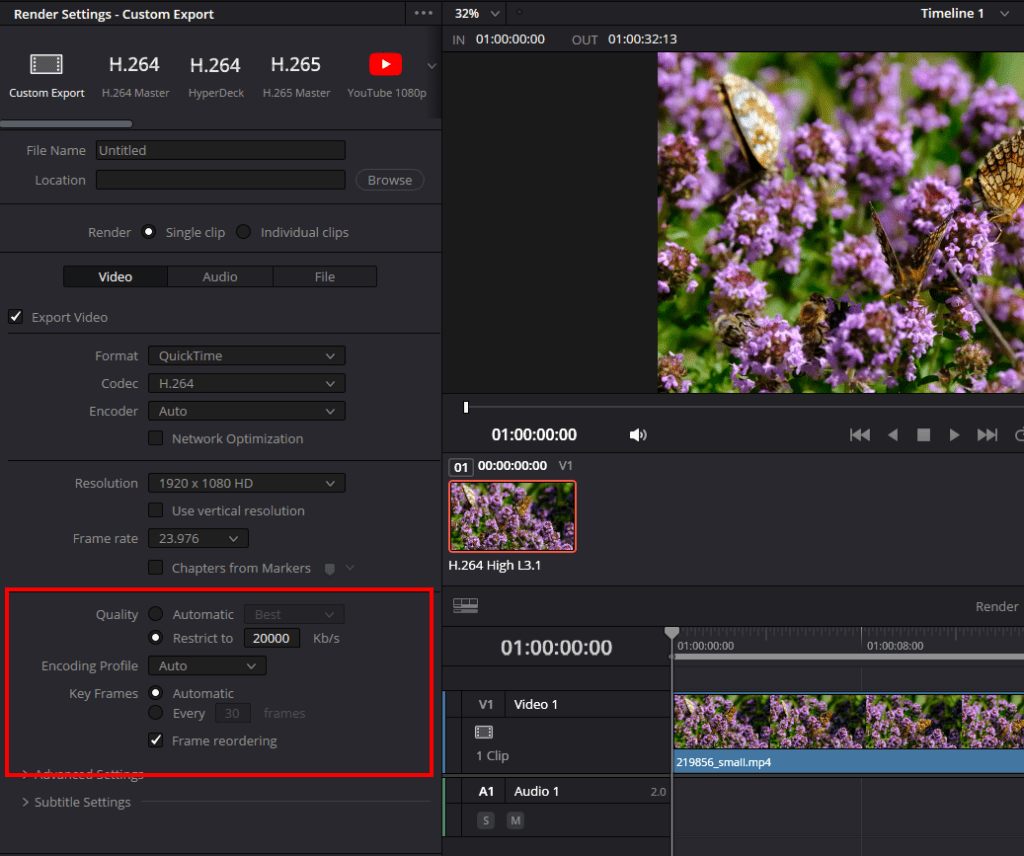 Render Settings - Custom Export
H.264 H.264 H.265
Custom Export H.264 Master HyperDeck H.265 Master YouTube 1080p
File Name Untitled
Location Browse
Render Single clip Individual clips
Video Audio File
Export Video
Format QuickTime
Codec H.264
Encoder Auto
Network Optimization
Resolution 1920 x 1080 HD
Use vertical resolution
Frame rate 23.976
Chapters from Markers
Quality Automatic Best
Restrict to 20000 Kb/s
Encoding Profile Auto
Key Frames Automatic
Every 30 frames
Frame reordering
Advanced Settings
Subtitle Settings
32% Timeline 1
IN 01:00:00:00 OUT 01:00:32:13
01:00:00:00
01 00:00:00:00 V1
H.264 High L3.1
Render
01:00:00:00 01:00:00:00 01:00:08:00
V1 Video 1
1 Clip
219856_small.mp4
A1 Audio 1 2.0
S M